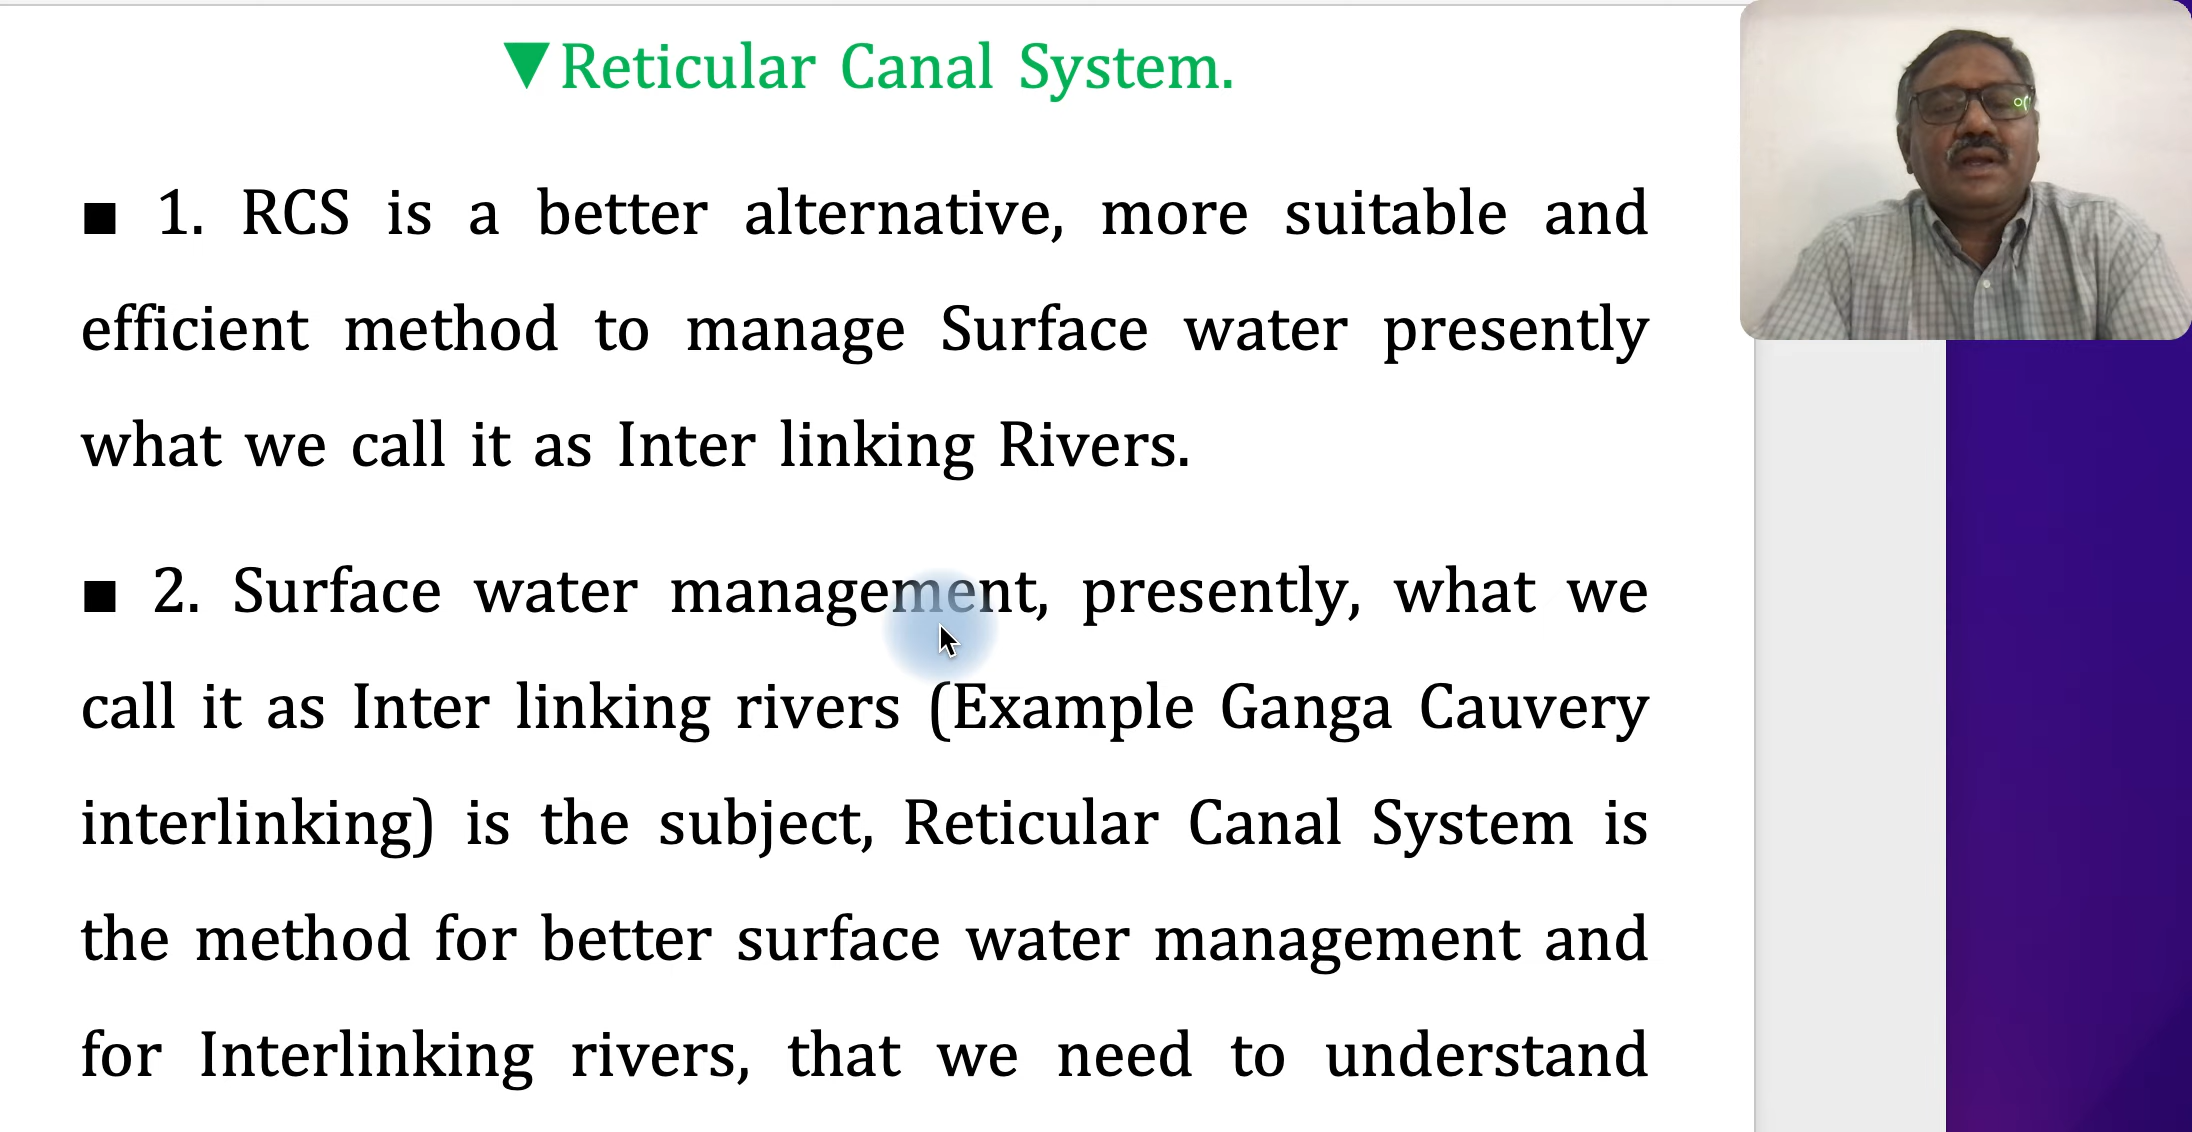 ▼Reticular Canal System.
■ 1. RCS is a better alternative, more suitable and
efficient method to manage Surface water presently
what we call it as Inter linking Rivers.
■ 2. Surface water management, presently, what we
call it as Inter linking rivers (Example Ganga Cauvery
interlinking) is the subject, Reticular Canal System is
the method for better surface water management and
for Interlinking rivers, that we need to understand